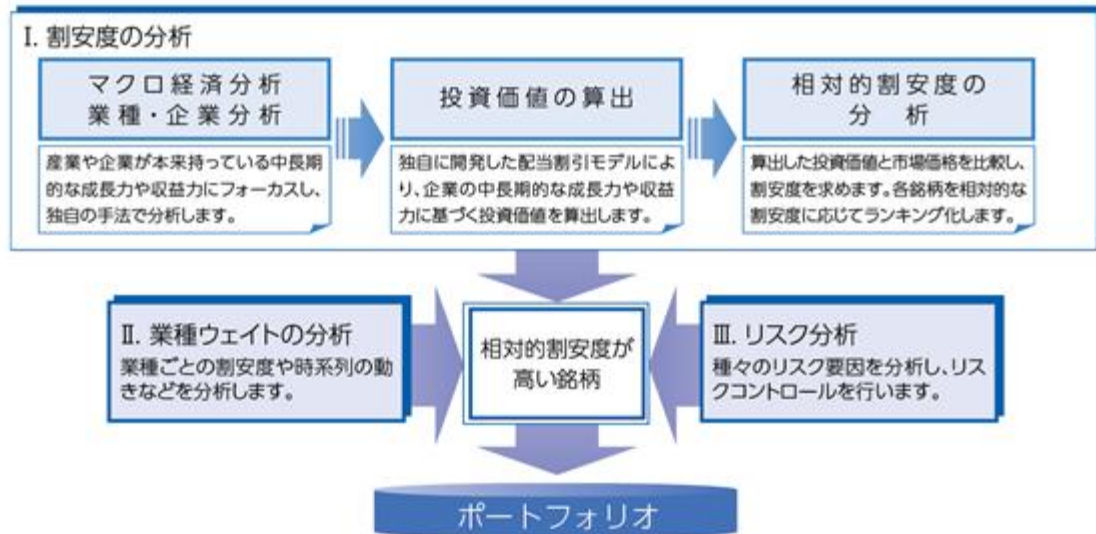 Ⅰ. 割安度の分析
マクロ経済分析
業種・企業分析
産業や企業が本来持っている中長期
的な成長力や収益力にフォーカスし、
独自の手法で分析します。
投資価値の算出
独自に開発した配当割引モデルによ
り、企業の中長期的な成長力や収益
力に基づく投資価値を算出します。
相対的割安度の
分 析
算出した投資価値と市場価格を比較し、
割安度を求めます。各銘柄を相対的な
割安度に応じてランキング化します。
Ⅱ. 業種ウェイトの分析
業種ごとの割安度や時系列の動
きなどを分析します。
相対的割安度が
高い銘柄
Ⅲ. リスク分析
種々のリスク要因を分析し、リス
クコントロールを行います。
ポートフォリオ